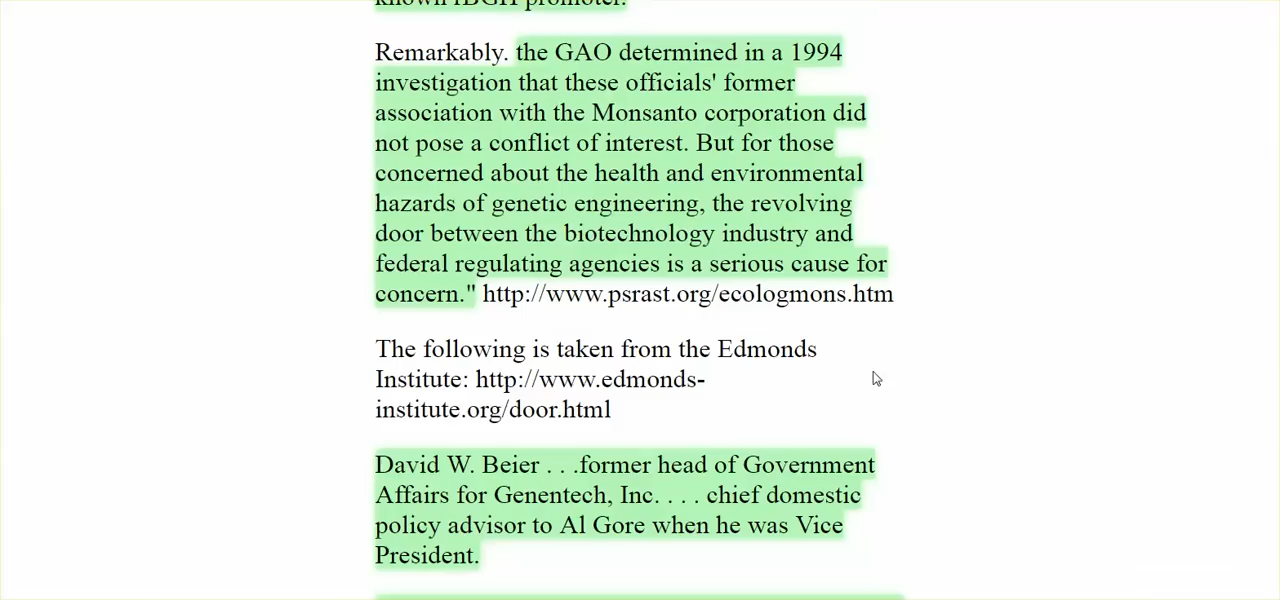 known rBGH promoter.
Remarkably. the GAO determined in a 1994
investigation that these officials' former
association with the Monsanto corporation did
not pose a conflict of interest. But for those
concerned about the health and environmental
hazards of genetic engineering, the revolving
door between the biotechnology industry and
federal regulating agencies is a serious cause for
concern." http://www.psrast.org/ecologmons.htm
The following is taken from the Edmonds
Institute: http://www.edmonds-
institute.org/door.html
David W. Beier . . .former head of Government
Affairs for Genentech, Inc. . . . chief domestic
policy advisor to Al Gore when he was Vice
President.